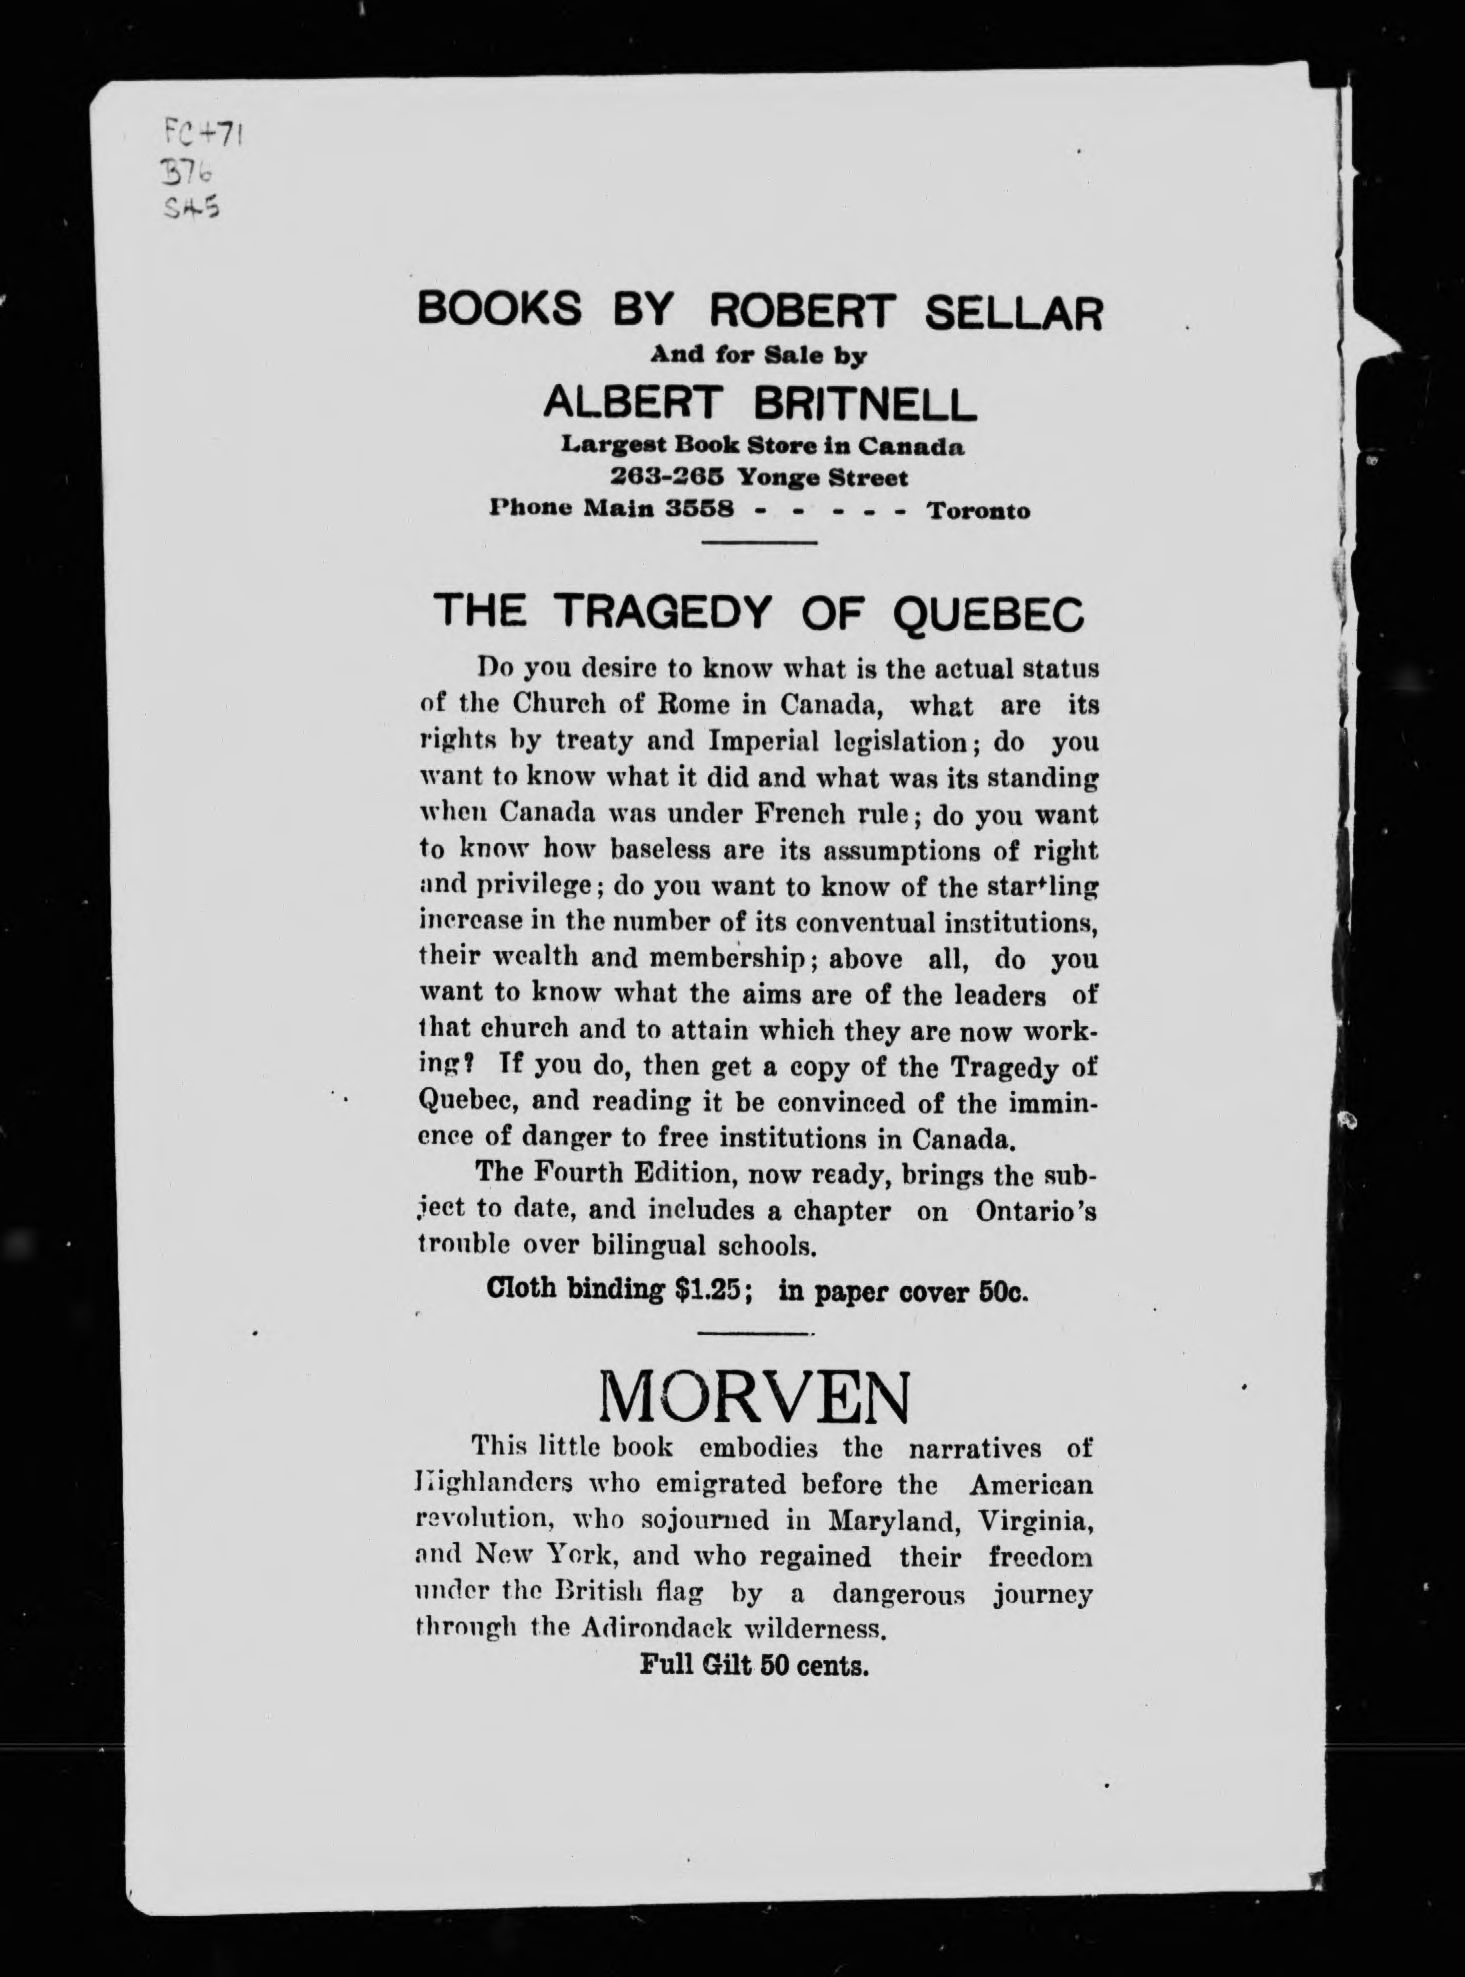 FC471
B76
S45
BOOKS BY ROBERT SELLAR
And for Sale by
ALBERT BRITNELL
Largest Book Store in Canada
263-265 Yonge Street
Phone Main 3558 - - - - - Toronto
THE TRAGEDY OF QUEBEC
Do you desire to know what is the actual status
of the Church of Rome in Canada, what are its
rights by treaty and Imperial legislation; do you
want to know what it did and what was its standing
when Canada was under French rule; do you want
to know how baseless are its assumptions of right
and privilege; do you want to know of the startling
increase in the number of its conventual institutions,
their wealth and membership; above all, do you
want to know what the aims are of the leaders of
that church and to attain which they are now work-
ing? If you do, then get a copy of the Tragedy of
Quebec, and reading it be convinced of the immin-
ence of danger to free institutions in Canada.
The Fourth Edition, now ready, brings the sub-
ject to date, and includes a chapter on Ontario's
trouble over bilingual schools.
Cloth binding $1.25; in paper cover 50c.
MORVEN
This little book embodies the narratives of
Highlanders who emigrated before the American
revolution, who sojourned in Maryland, Virginia,
and New York, and who regained their freedom
under the British flag by a dangerous journey
through the Adirondack wilderness.
Full Gilt 50 cents.